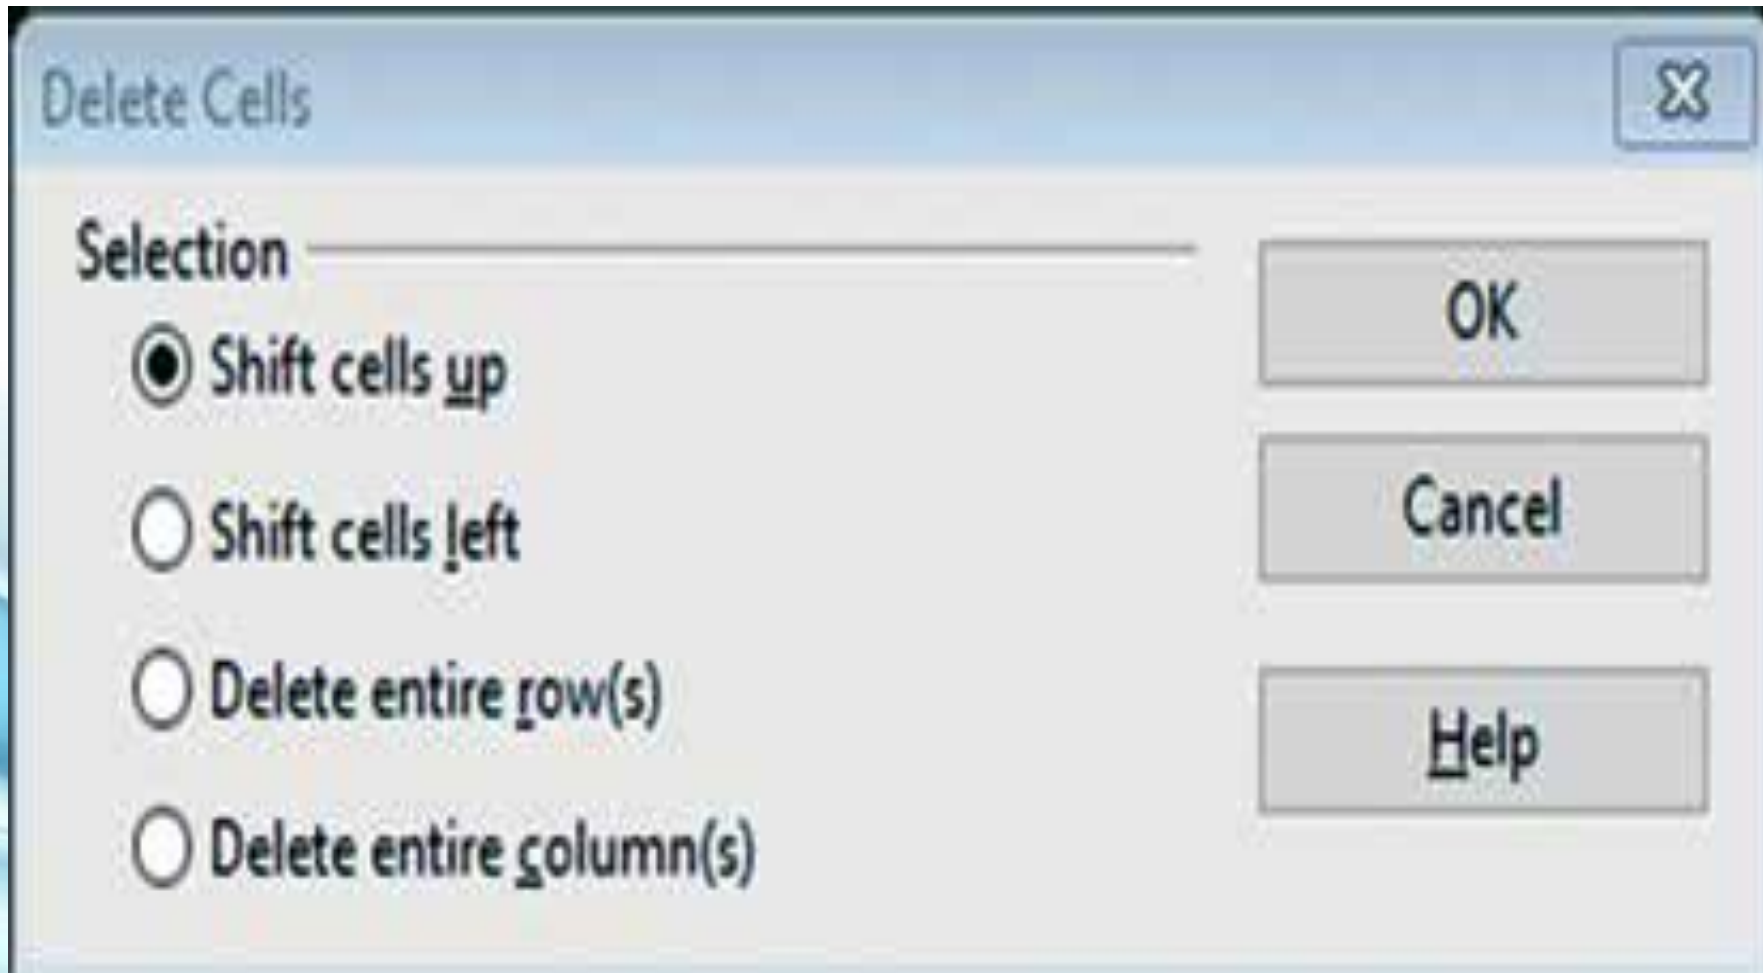 Delete Cells
Selection
Shift cells up
Shift cells left
Delete entire row(s)
Delete entire column(s)
OK
Cancel
Help